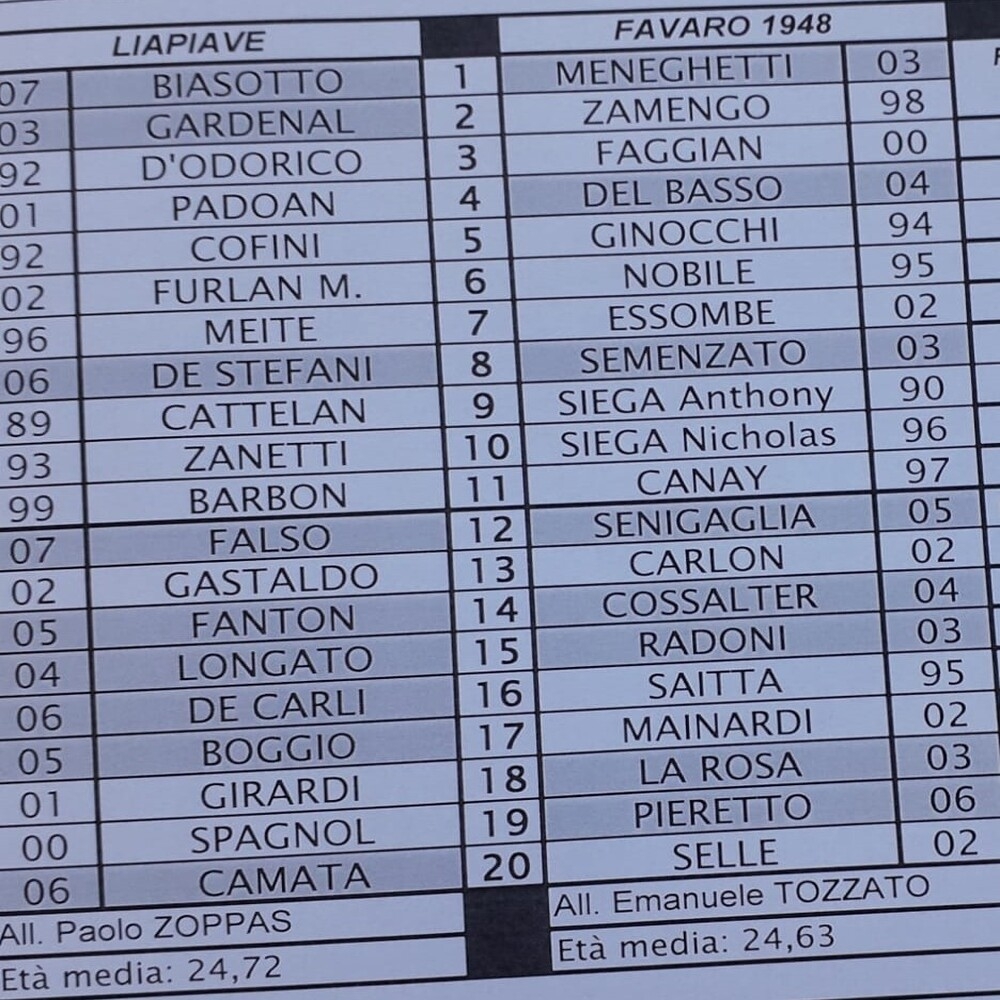 LIAPIAVE FAVARO 1948
07 BIASOTTO 1 MENEGHETTI 03
03 GARDENAL 2 ZAMENGO 98
92 D'ODORICO 3 FAGGIAN 00
01 PADOAN 4 DEL BASSO 04
92 COFINI 5 GINOCCHI 94
02 FURLAN M. 6 NOBILE 95
96 MEITE 7 ESSOMBE 02
06 DE STEFANI 8 SEMENZATO 03
89 CATTELAN 9 SIEGA Anthony 90
93 ZANETTI 10 SIEGA Nicholas 96
99 BARBON 11 CANAY 97
07 FALSO 12 SENIGAGLIA 05
02 GASTALDO 13 CARLON 02
05 FANTON 14 COSSALTER 04
04 LONGATO 15 RADONI 03
06 DE CARLI 16 SAITTA 95
05 BOGGIO 17 MAINARDI 02
01 GIRARDI 18 LA ROSA 03
00 SPAGNOL 19 PIERETTO 06
06 CAMATA 20 SELLE 02
All. Paolo ZOPPAS All. Emanuele TOZZATO
Età media: 24,72 Età media: 24,63